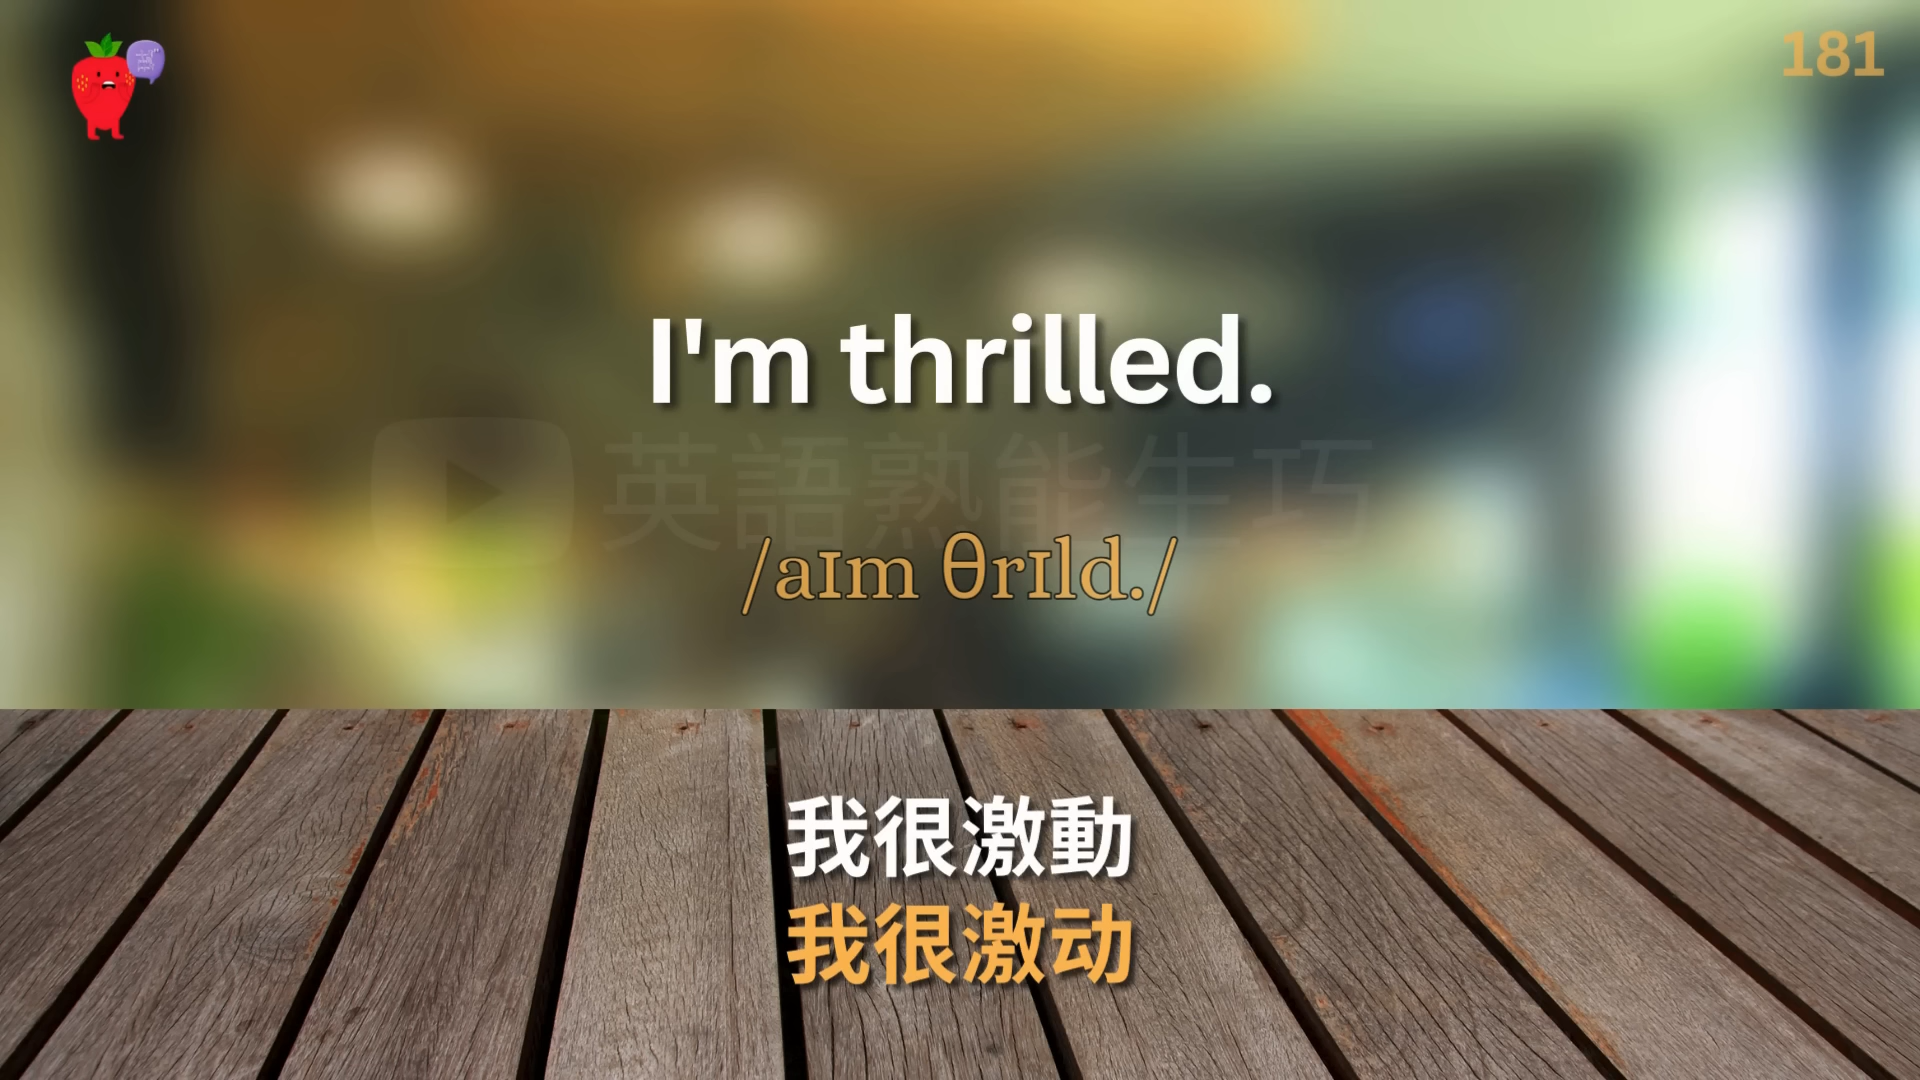 181
I'm thrilled.
英語熟能生巧
/aɪm θrɪld./
我很激動
我很激动